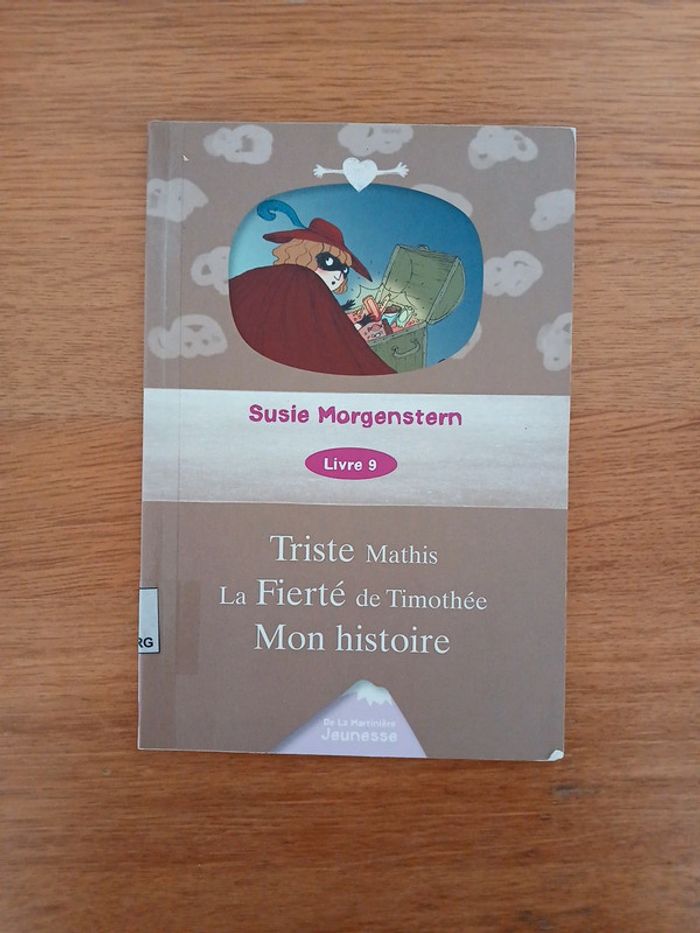 Susie Morgenstern
Livre 9
Triste Mathis
La Fierté de Timothée
Mon histoire
RG
De La Martinière
Jeunesse